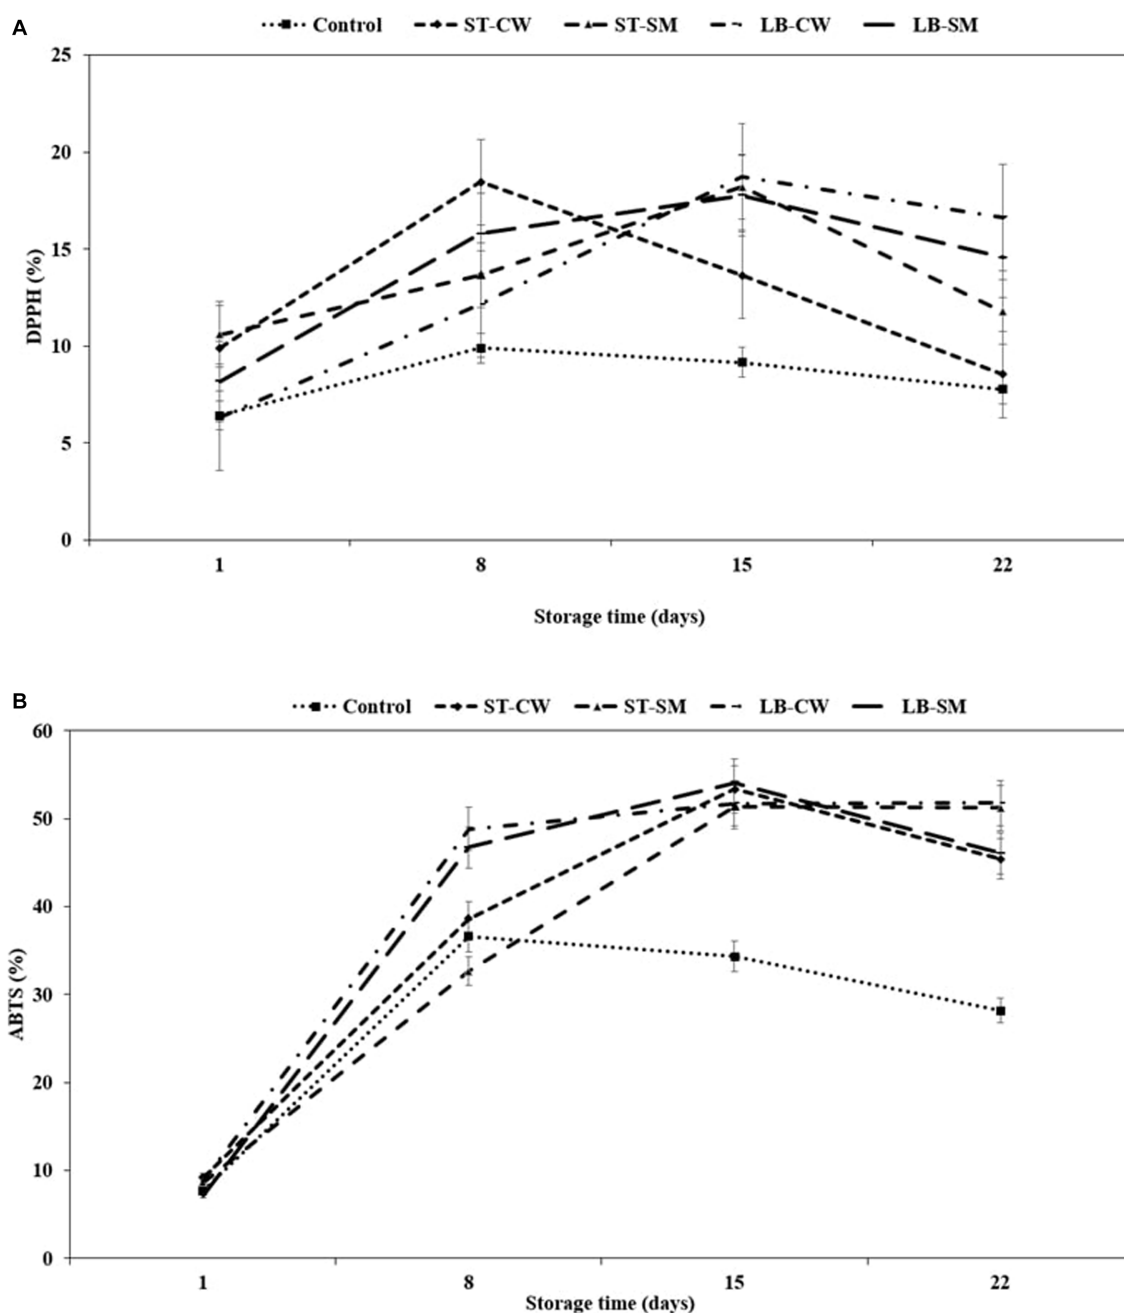 A
Control ST-CW ST-SM LB-CW LB-SM
25
20
15
10
5
0
DPPH (%)
1 8 15 22
Storage time (days)
B
Control ST-CW ST-SM LB-CW LB-SM
60
50
40
30
20
10
0
ABTS (%)
1 8 15 22
Storage time (days)